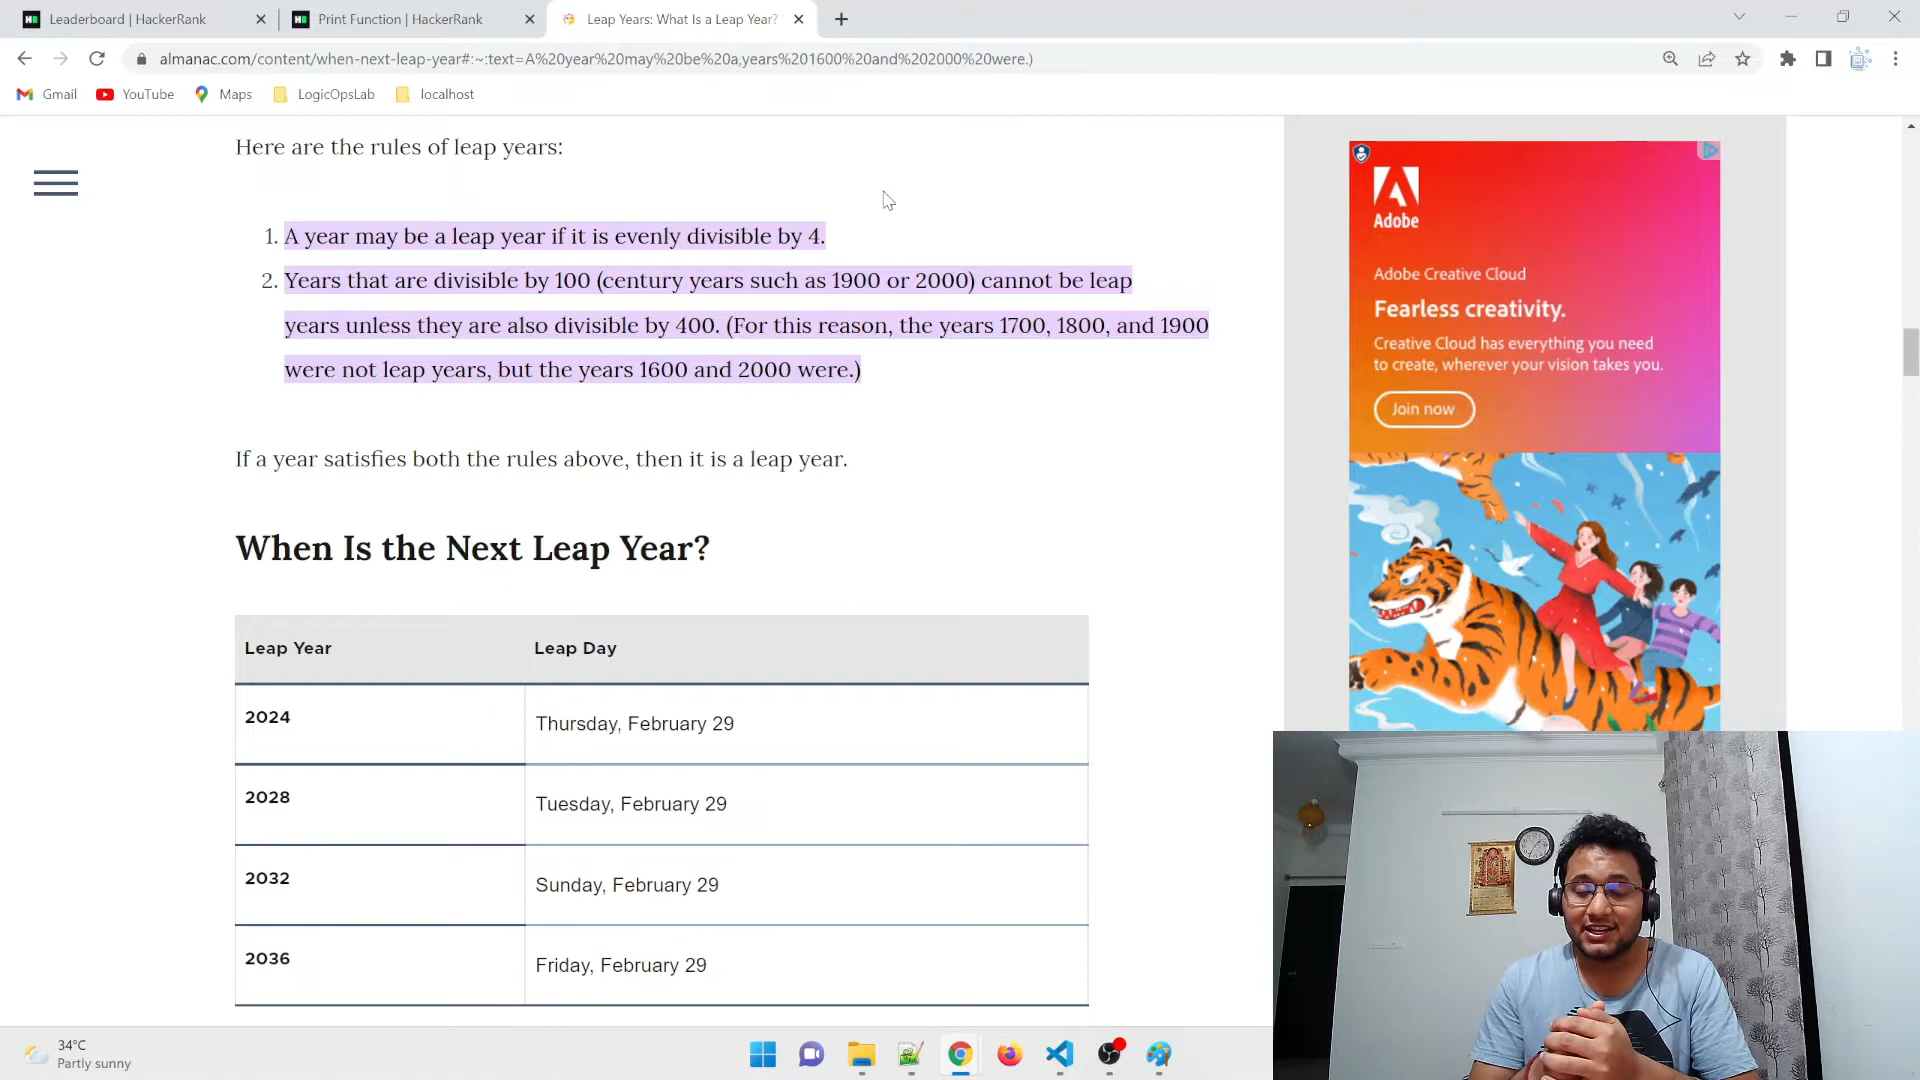 Leaderboard | HackerRank
Print Function | HackerRank
Leap Years: What Is a Leap Year?
almanac.com/content/when-next-leap-year#:~:text=A%20year%20may%20be%20a,years%201600%20and%202000%20were.)
Gmail
YouTube
Maps
LogicOpsLab
localhost
Here are the rules of leap years:
1. A year may be a leap year if it is evenly divisible by 4.
2. Years that are divisible by 100 (century years such as 1900 or 2000) cannot be leap
years unless they are also divisible by 400. (For this reason, the years 1700, 1800, and 1900
were not leap years, but the years 1600 and 2000 were.)
If a year satisfies both the rules above, then it is a leap year.
When Is the Next Leap Year?
Leap Year Leap Day
2024 Thursday, February 29
2028 Tuesday, February 29
2032 Sunday, February 29
2036 Friday, February 29
Adobe
Adobe Creative Cloud
Fearless creativity.
Creative Cloud has everything you need
to create, wherever your vision takes you.
Join now
34°C
Partly sunny